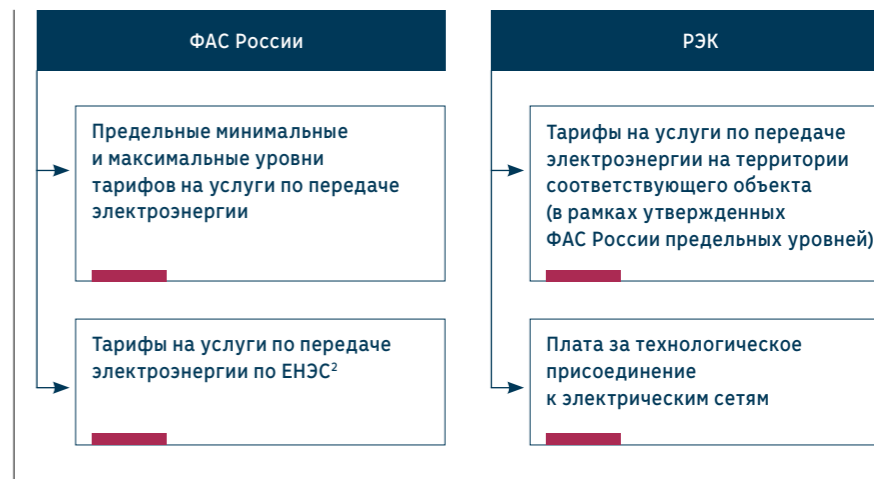 ФАС России
Предельные минимальные
и максимальные уровни
тарифов на услуги по передаче
электроэнергии
Тарифы на услуги по передаче
электроэнергии по ЕНЭС²
РЭК
Тарифы на услуги по передаче
электроэнергии на территории
соответствующего объекта
(в рамках утвержденных
ФАС России предельных уровней)
Плата за технологическое
присоединение
к электрическим сетям